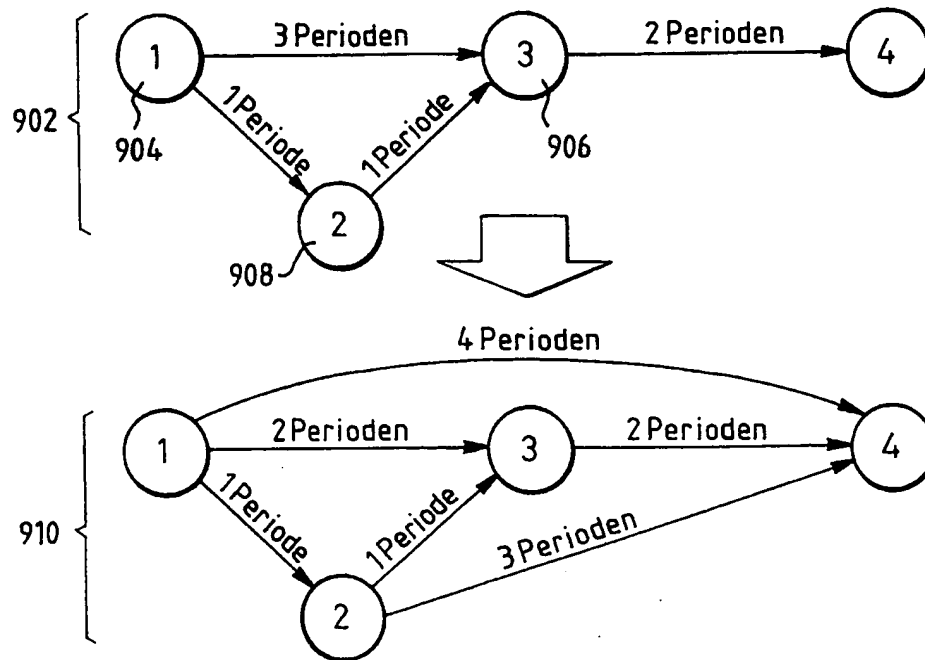 1
3 Perioden
3
2 Perioden
4
902
904
1 Periode
1 Periode
906
2
908
4 Perioden
1
2 Perioden
3
2 Perioden
4
910
1 Periode
1 Periode
3 Perioden
2